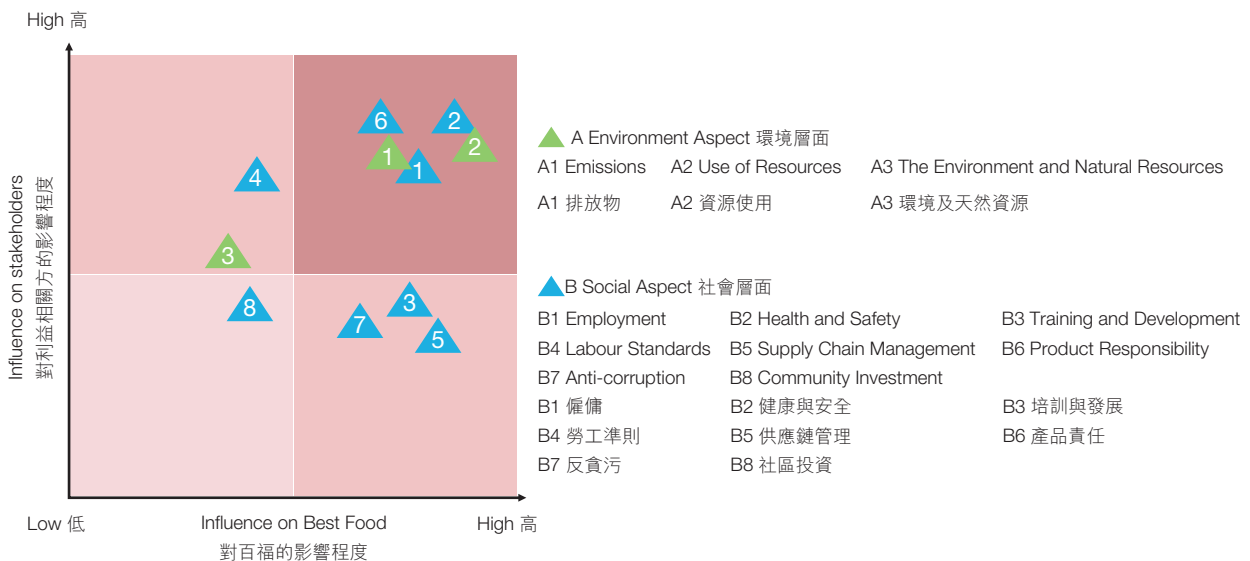 High 高
6
2
1
2
1
4
3
8
3
7
5
Influence on stakeholders
對利益相關方的影響程度
Low 低
Influence on Best Food
對百福的影響程度
High 高
A Environment Aspect 環境層面
A1 Emissions A2 Use of Resources A3 The Environment and Natural Resources
A1 排放物 A2 資源使用 A3 環境及天然資源
B Social Aspect 社會層面
B1 Employment B2 Health and Safety B3 Training and Development
B4 Labour Standards B5 Supply Chain Management B6 Product Responsibility
B7 Anti-corruption B8 Community Investment
B1 僱傭 B2 健康與安全 B3 培訓與發展
B4 勞工準則 B5 供應鏈管理 B6 產品責任
B7 反貪污 B8 社區投資